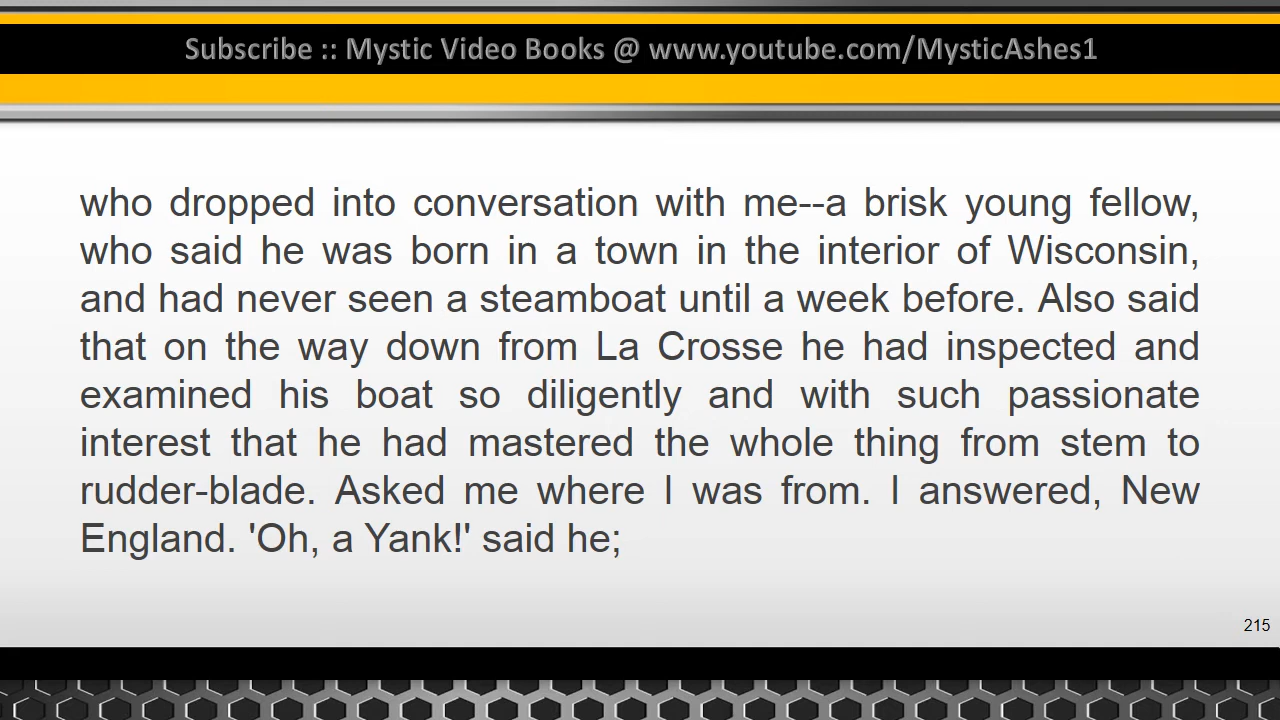 Subscribe :: Mystic Video Books @ www.youtube.com/MysticAshes1
who dropped into conversation with me--a brisk young fellow,
who said he was born in a town in the interior of Wisconsin,
and had never seen a steamboat until a week before. Also said
that on the way down from La Crosse he had inspected and
examined his boat so diligently and with such passionate
interest that he had mastered the whole thing from stem to
rudder-blade. Asked me where I was from. I answered, New
England. 'Oh, a Yank!' said he;
215